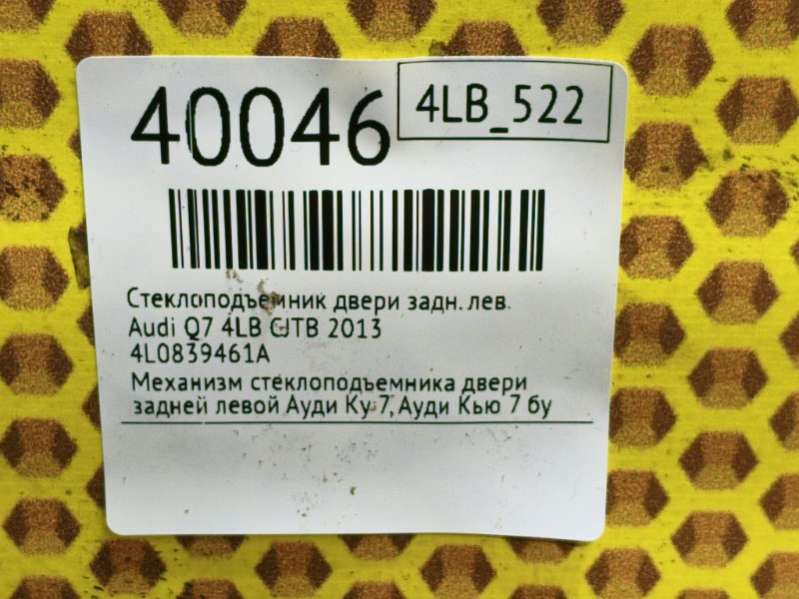 40046
4LB_522
Стеклоподъемник двери задн. лев.
Audi Q7 4LB CJTB 2013
4L0839461A
Механизм стеклоподъемника двери
задней левой Ауди Ку 7, Ауди Кью 7 бу